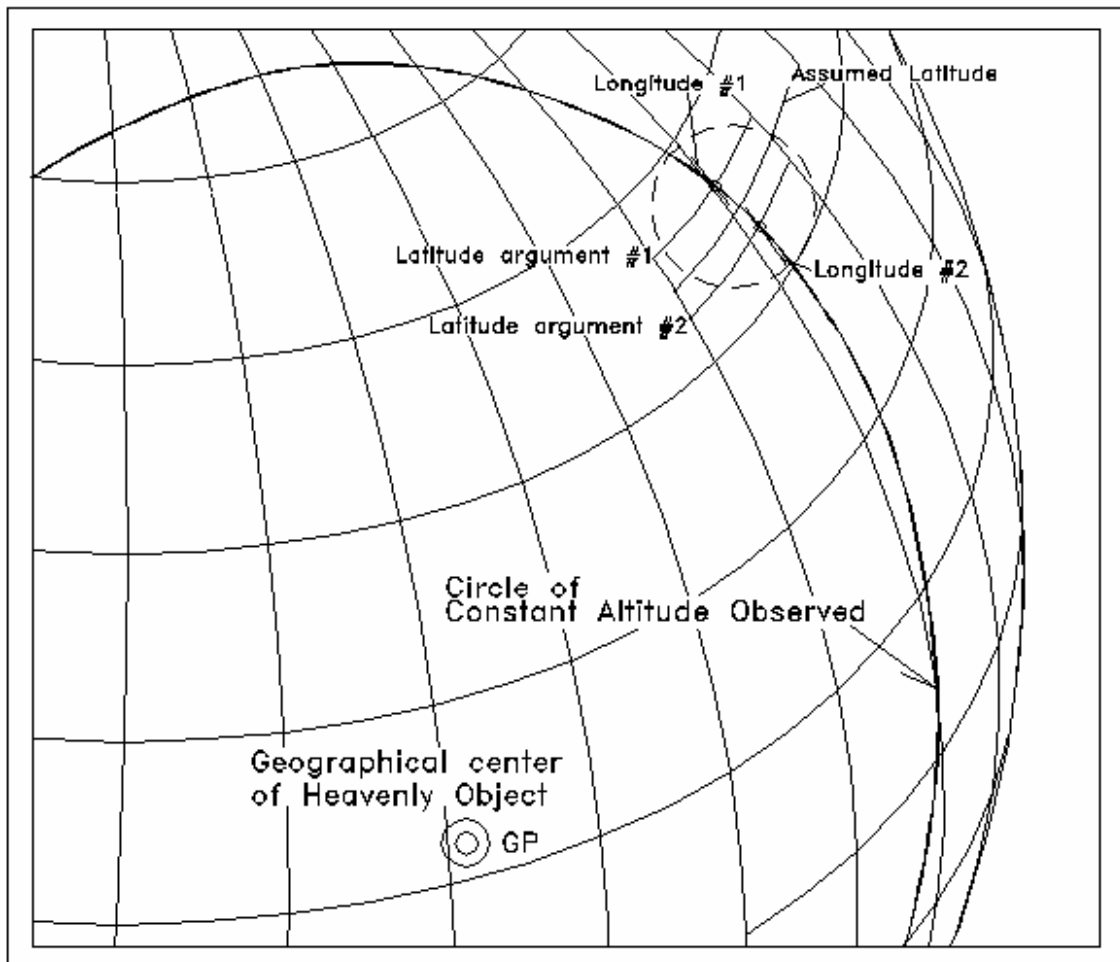 Longitude #1
Assumed Latitude
Latitude argument #1
Longitude #2
Latitude argument #2
Circle of
Constant Altitude Observed
Geographical center
of Heavenly Object
GP